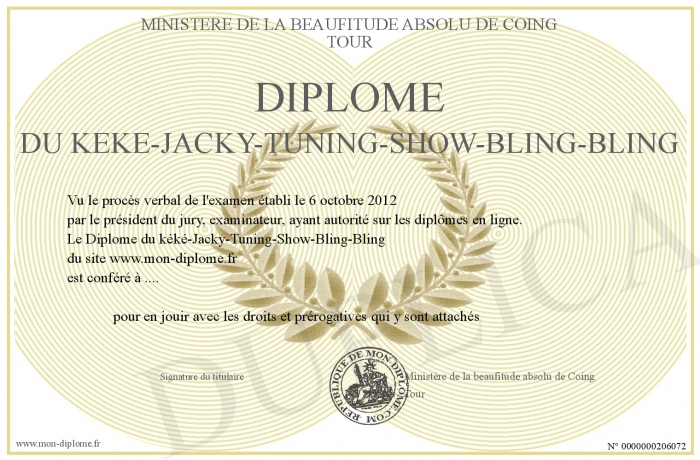 MINISTERE DE LA BEAUFITUDE ABSOLU DE COING
TOUR
DIPLOME
DU KEKE-JACKY-TUNING-SHOW-BLING-BLING
Vu le procès verbal de l'examen établi le 6 octobre 2012
par le président du jury, examinateur, ayant autorité sur les diplômes en ligne.
Le Diplome du kéké-Jacky-Tuning-Show-Bling-Bling
du site www.mon-diplome.fr
est conféré à ....
pour en jouir avec les droits et prérogatives qui y sont attachés
DUPLICATA
Signature du titulaire
REPUBLIQUE DE MON-DIPLOME.COM
Ministère de la beaufitude absolu de Coing
Tour
www.mon-diplome.fr
N° 0000000206072